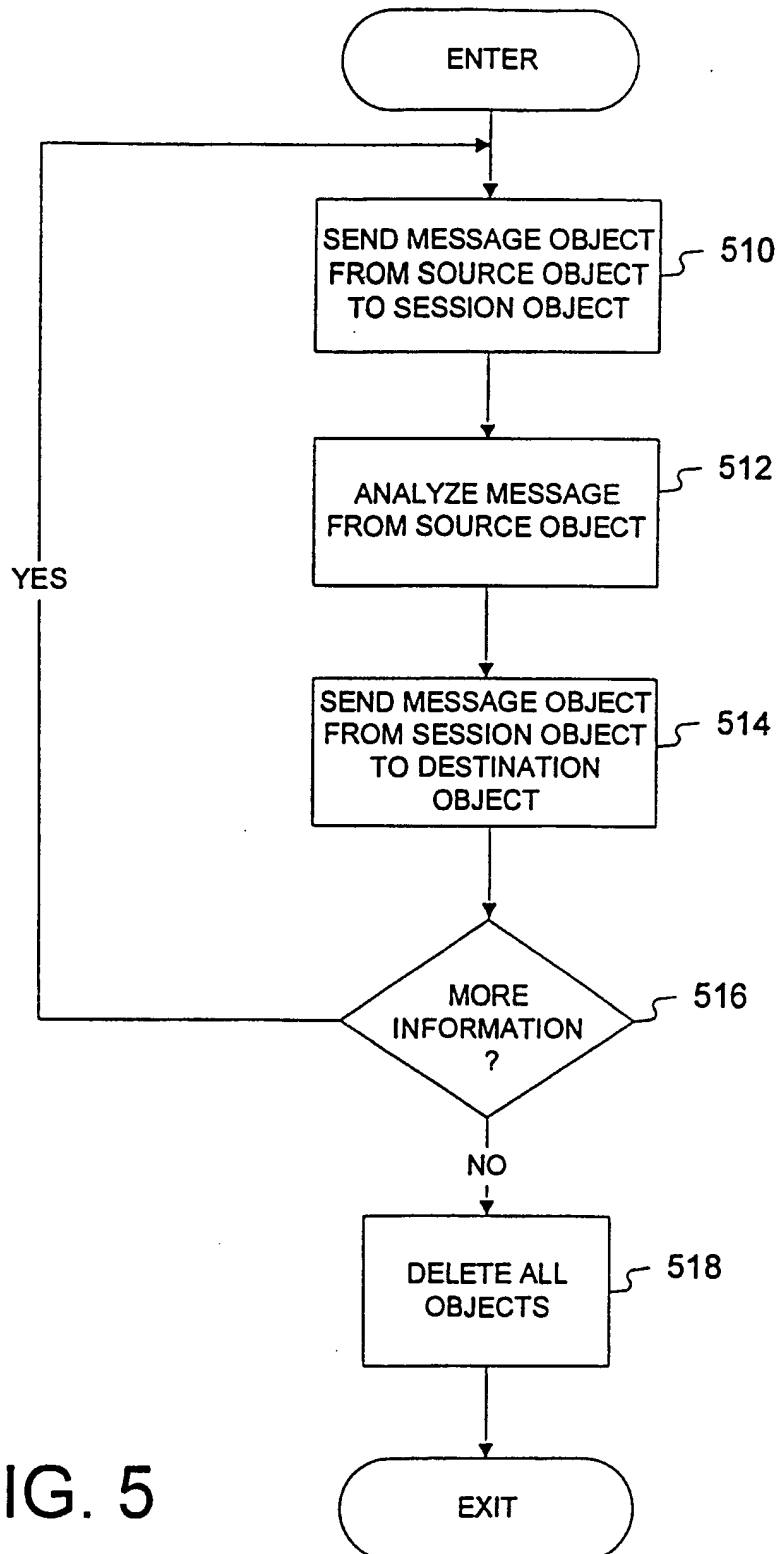 ENTER
SEND MESSAGE OBJECT
FROM SOURCE OBJECT
TO SESSION OBJECT
510
ANALYZE MESSAGE
FROM SOURCE OBJECT
512
SEND MESSAGE OBJECT
FROM SESSION OBJECT
TO DESTINATION
OBJECT
514
YES
MORE
INFORMATION
?
516
NO
DELETE ALL
OBJECTS
518
EXIT
IG. 5